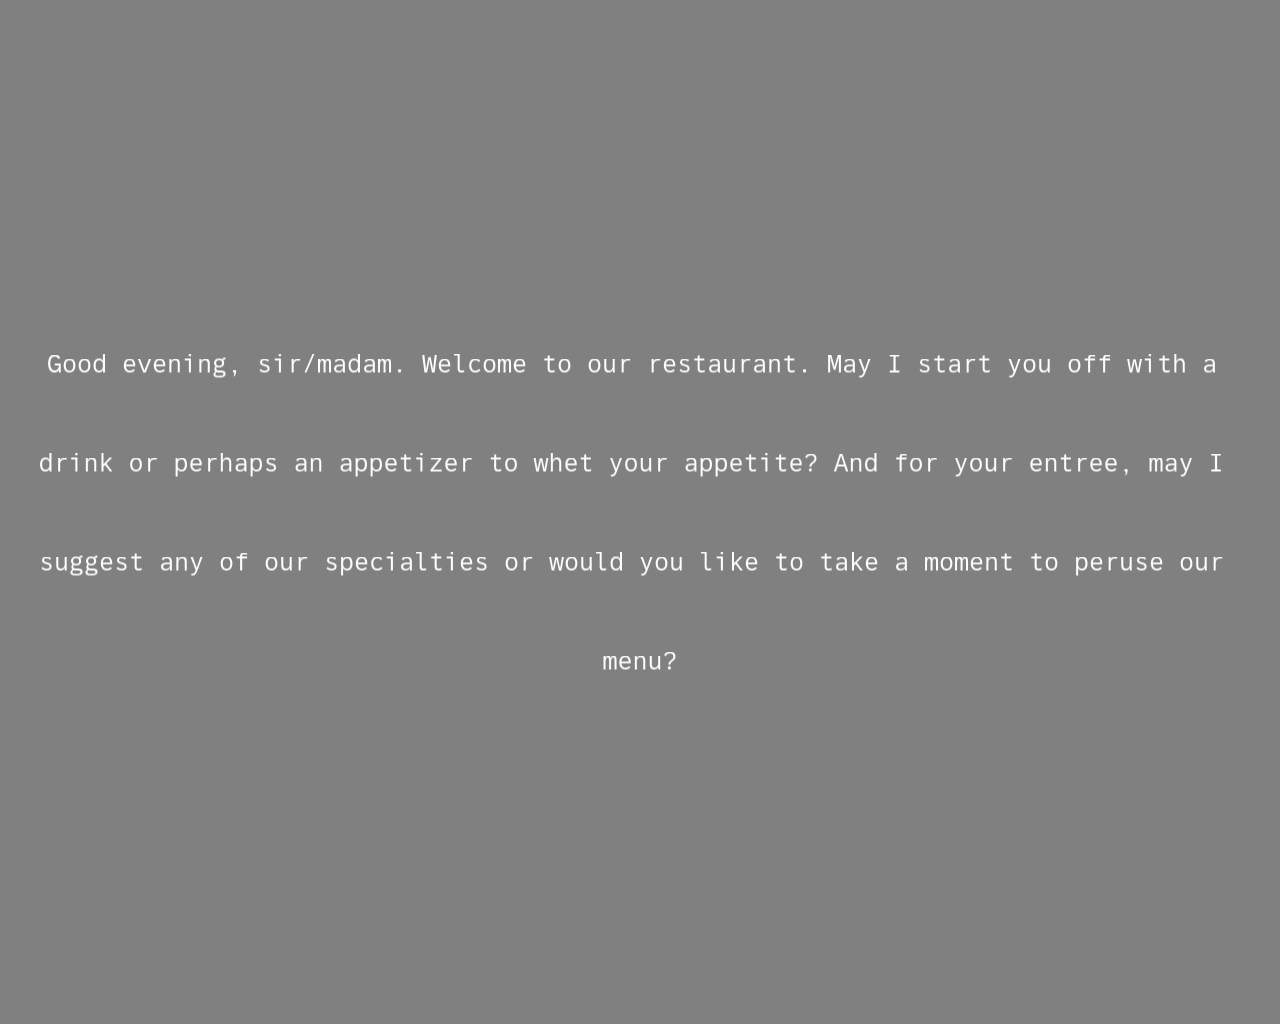 Good evening, sir/madam. Welcome to our restaurant. May I start you off with a
drink or perhaps an appetizer to whet your appetite? And for your entree, may I
suggest any of our specialties or would you like to take a moment to peruse our
menu?